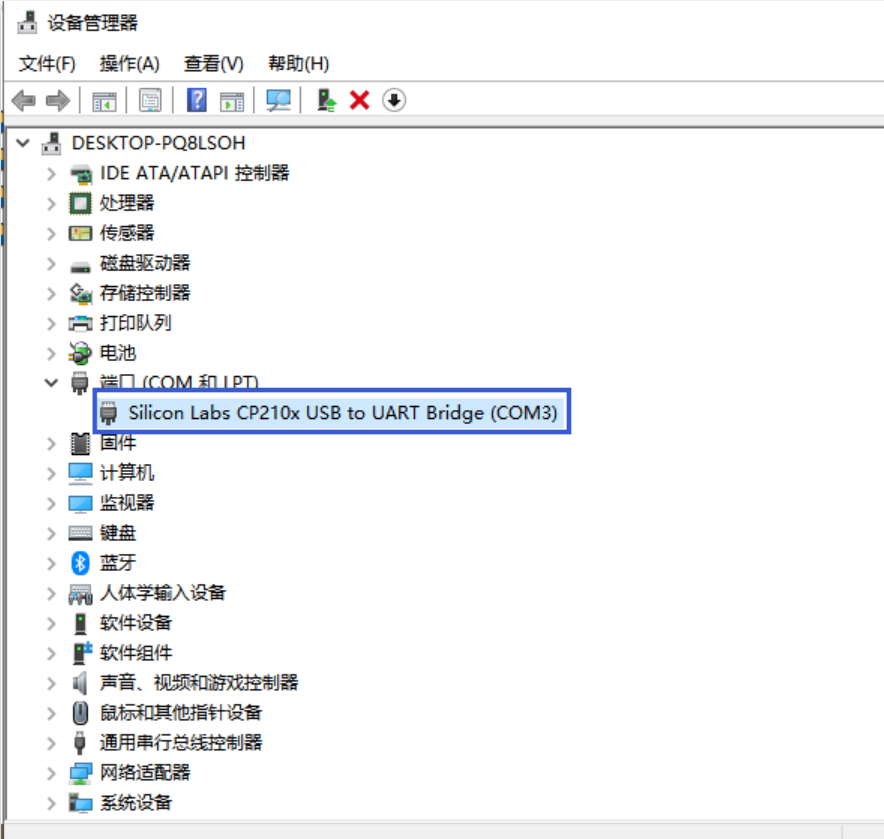 设备管理器
文件(F) 操作(A) 查看(V) 帮助(H)
DESKTOP-PQ8LSOH
IDE ATA/ATAPI 控制器
处理器
传感器
磁盘驱动器
存储控制器
打印队列
电池
端口 (COM 和 LPT)
Silicon Labs CP210x USB to UART Bridge (COM3)
固件
计算机
监视器
键盘
蓝牙
人体学输入设备
软件设备
软件组件
声音、视频和游戏控制器
鼠标和其他指针设备
通用串行总线控制器
网络适配器
系统设备